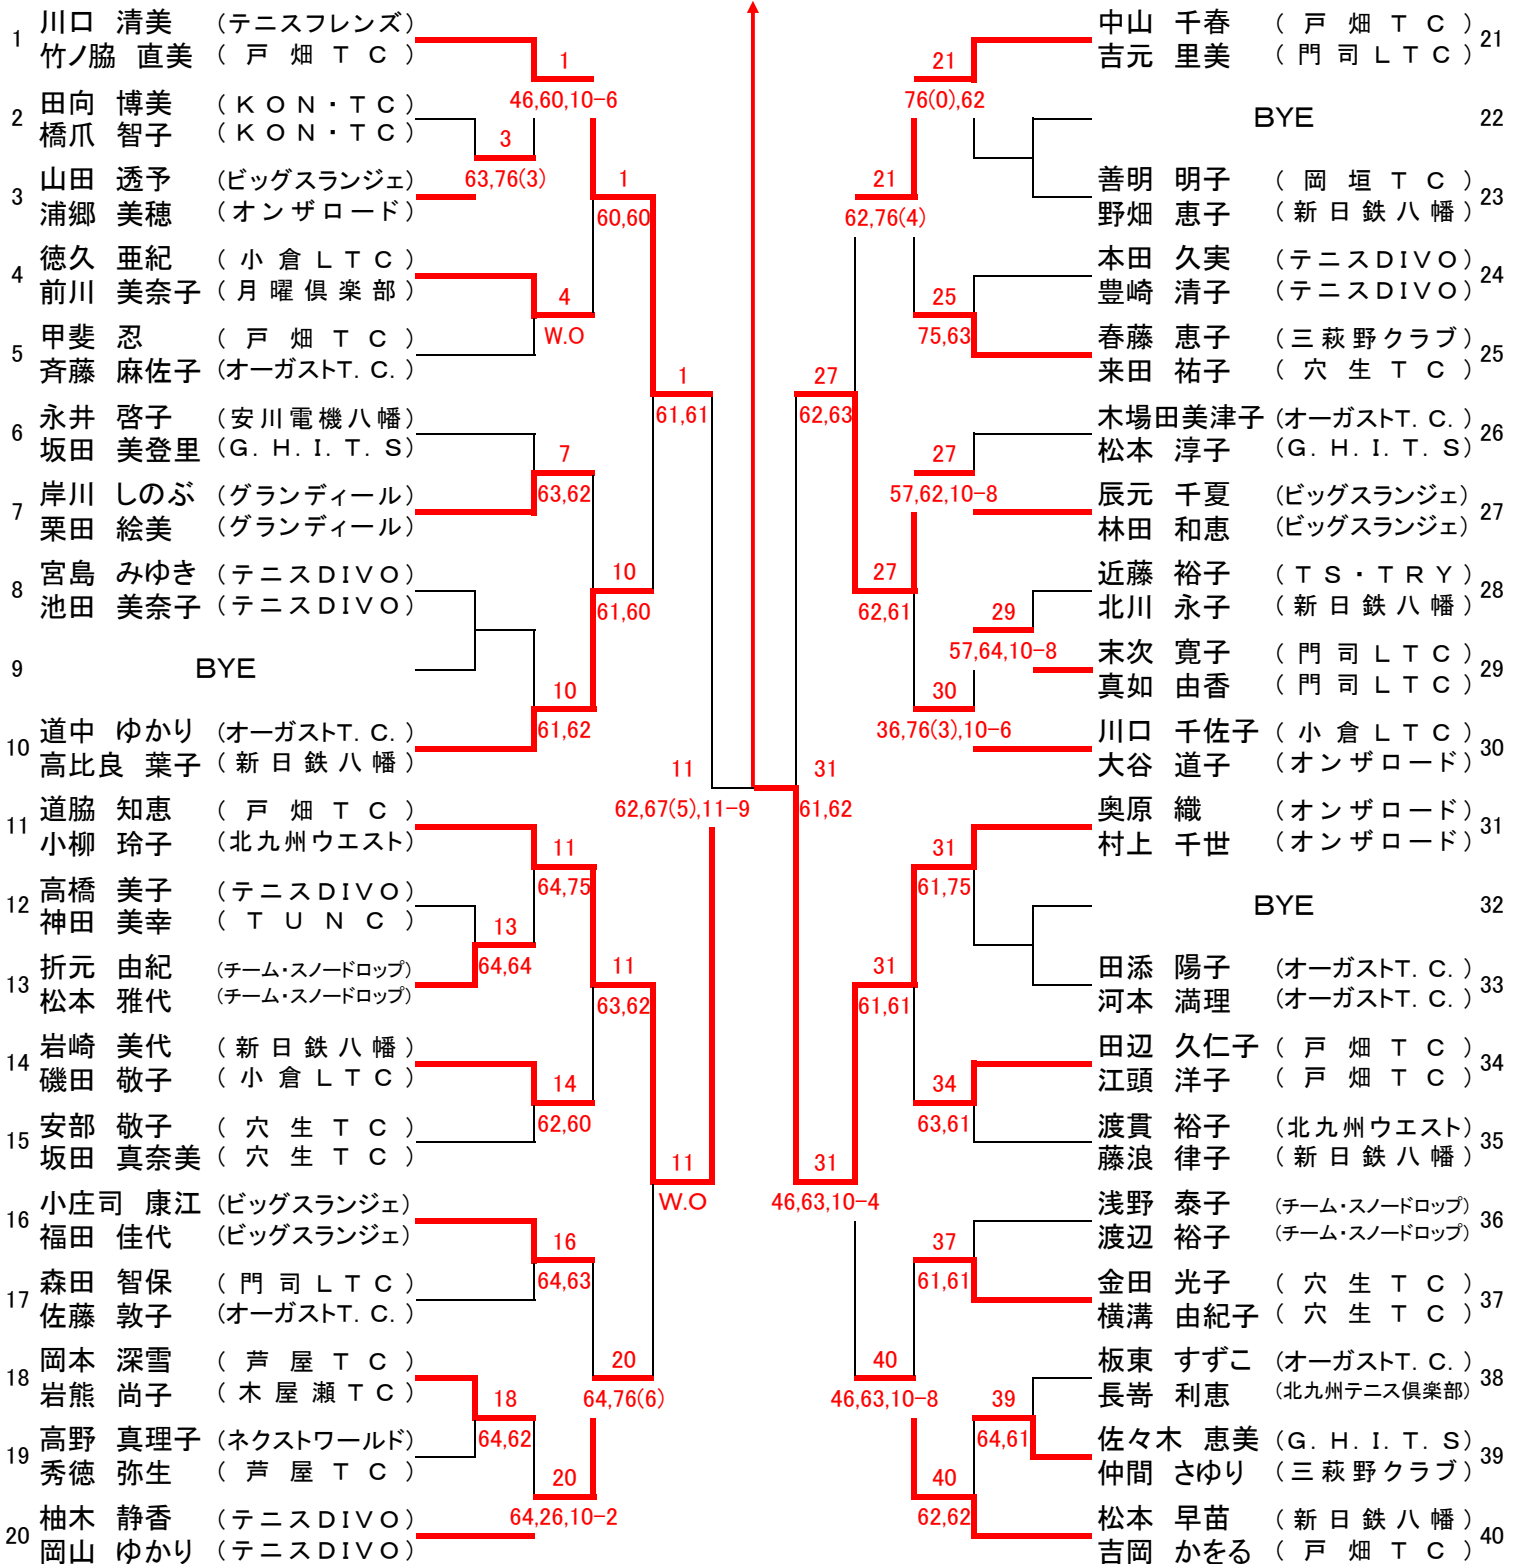 1 川口 清美 (テニスフレンズ)
竹ノ脇 直美 (戸畑TC)
2 田向 博美 (KON・TC)
橋爪 智子 (KON・TC)
3 山田 透予 (ビッグスランジェ)
浦郷 美穂 (オンザロード)
4 徳久 亜紀 (小倉LTC)
前川 美奈子 (月曜倶楽部)
5 甲斐 忍 (戸畑TC)
斉藤 麻佐子 (オーガストT.C.)
6 永井 啓子 (安川電機八幡)
坂田 美登里 (G.H.I.T.S)
7 岸川 しのぶ (グランディール)
栗田 絵美 (グランディール)
8 宮島 みゆき (テニスDIVO)
池田 美奈子 (テニスDIVO)
9 BYE
10 道中 ゆかり (オーガストT.C.)
高比良 葉子 (新日鉄八幡)
11 道脇 知恵 (戸畑TC)
小柳 玲子 (北九州ウエスト)
12 高橋 美子 (テニスDIVO)
神田 美幸 (TUNC)
13 折元 由紀 (チーム・スノードロップ)
松本 雅代 (チーム・スノードロップ)
14 岩崎 美代 (新日鉄八幡)
磯田 敬子 (小倉LTC)
15 安部 敬子 (穴生TC)
坂田 真奈美 (穴生TC)
16 小庄司 康江 (ビッグスランジェ)
福田 佳代 (ビッグスランジェ)
17 森田 智保 (門司LTC)
佐藤 敦子 (オーガストT.C.)
18 岡本 深雪 (芦屋TC)
岩熊 尚子 (木屋瀬TC)
19 高野 真理子 (ネクストワールド)
秀徳 弥生 (芦屋TC)
20 柚木 静香 (テニスDIVO)
岡山 ゆかり (テニスDIVO)
1
46,60,10-6
3
63,76(3)
4
W.O
7
63,62
10
61,62
11
64,75
13
64,64
14
62,60
16
64,63
18
64,62
20
64,26,10-2
1
60,60
10
61,60
11
63,62
20
64,76(6)
1
61,61
11
W.O
11
62,67(5),11-9
31
61,62
27
62,63
31
46,63,10-4
21
62,76(4)
27
62,61
31
61,61
40
46,63,10-8
21
76(0),62
25
75,63
27
57,62,10-8
29
57,64,10-8
30
36,76(3),10-6
31
61,75
34
63,61
37
61,61
39
64,61
40
62,62
中山 千春 (戸畑TC) 21
吉元 里美 (門司LTC)
BYE 22
善明 明子 (岡垣TC) 23
野畑 恵子 (新日鉄八幡)
本田 久実 (テニスDIVO) 24
豊崎 清子 (テニスDIVO)
春藤 恵子 (三萩野クラブ) 25
来田 祐子 (穴生TC)
木場田美津子 (オーガストT.C.) 26
松本 淳子 (G.H.I.T.S)
辰元 千夏 (ビッグスランジェ) 27
林田 和恵 (ビッグスランジェ)
近藤 裕子 (TS・TRY) 28
北川 永子 (新日鉄八幡)
末次 寛子 (門司LTC) 29
真如 由香 (門司LTC)
川口 千佐子 (小倉LTC) 30
大谷 道子 (オンザロード)
奥原 織 (オンザロード) 31
村上 千世 (オンザロード)
BYE 32
田添 陽子 (オーガストT.C.) 33
河本 満理 (オーガストT.C.)
田辺 久仁子 (戸畑TC) 34
江頭 洋子 (戸畑TC)
渡貫 裕子 (北九州ウエスト) 35
藤浪 律子 (新日鉄八幡)
浅野 泰子 (チーム・スノードロップ) 36
渡辺 裕子 (チーム・スノードロップ)
金田 光子 (穴生TC) 37
横溝 由紀子 (穴生TC)
板東 すずこ (オーガストT.C.) 38
長嵜 利恵 (北九州テニス倶楽部)
佐々木 恵美 (G.H.I.T.S) 39
仲間 さゆり (三萩野クラブ)
松本 早苗 (新日鉄八幡) 40
吉岡 かをる (戸畑TC)